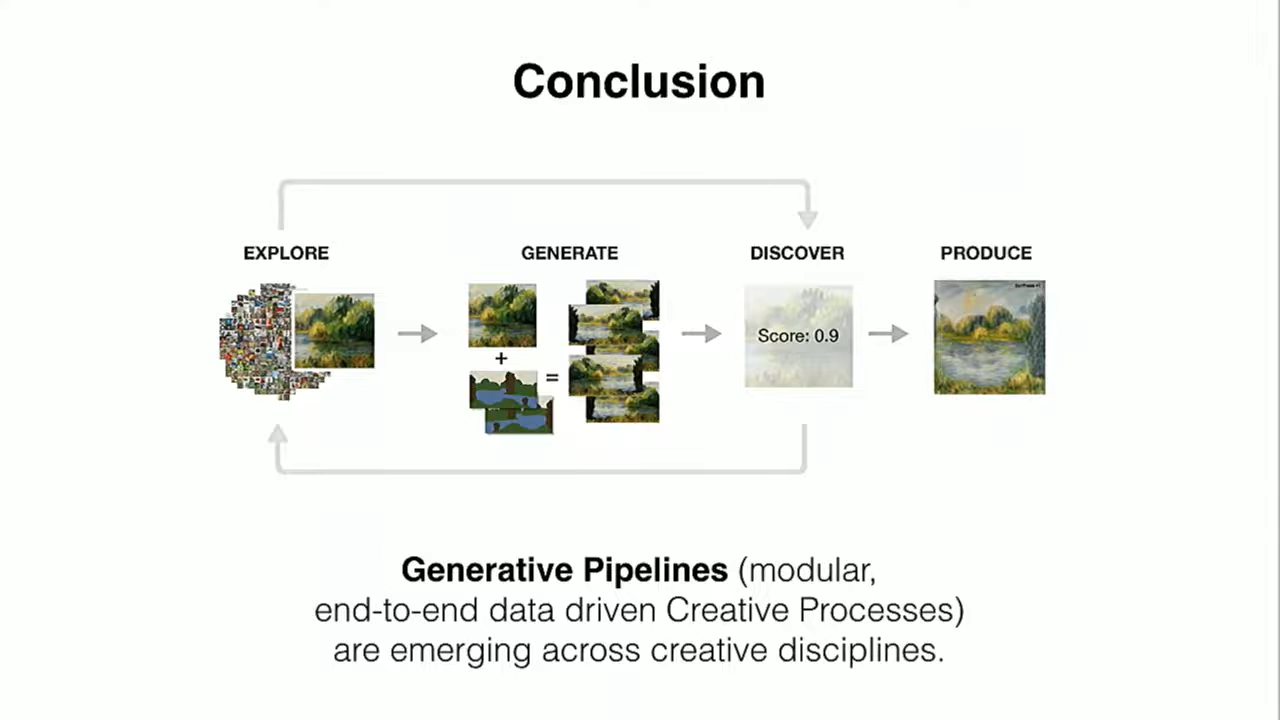 Conclusion
EXPLORE
GENERATE
DISCOVER
PRODUCE
+
=
Score: 0.9
Generative Pipelines (modular,
end-to-end data driven Creative Processes)
are emerging across creative disciplines.